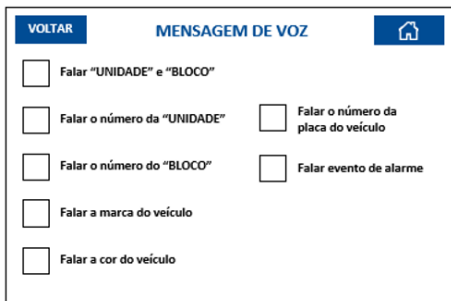 VOLTAR
MENSAGEM DE VOZ
Falar “UNIDADE” e “BLOCO”
Falar o número da “UNIDADE”
Falar o número do “BLOCO”
Falar a marca do veículo
Falar a cor do veículo
Falar o número da
placa do veículo
Falar evento de alarme